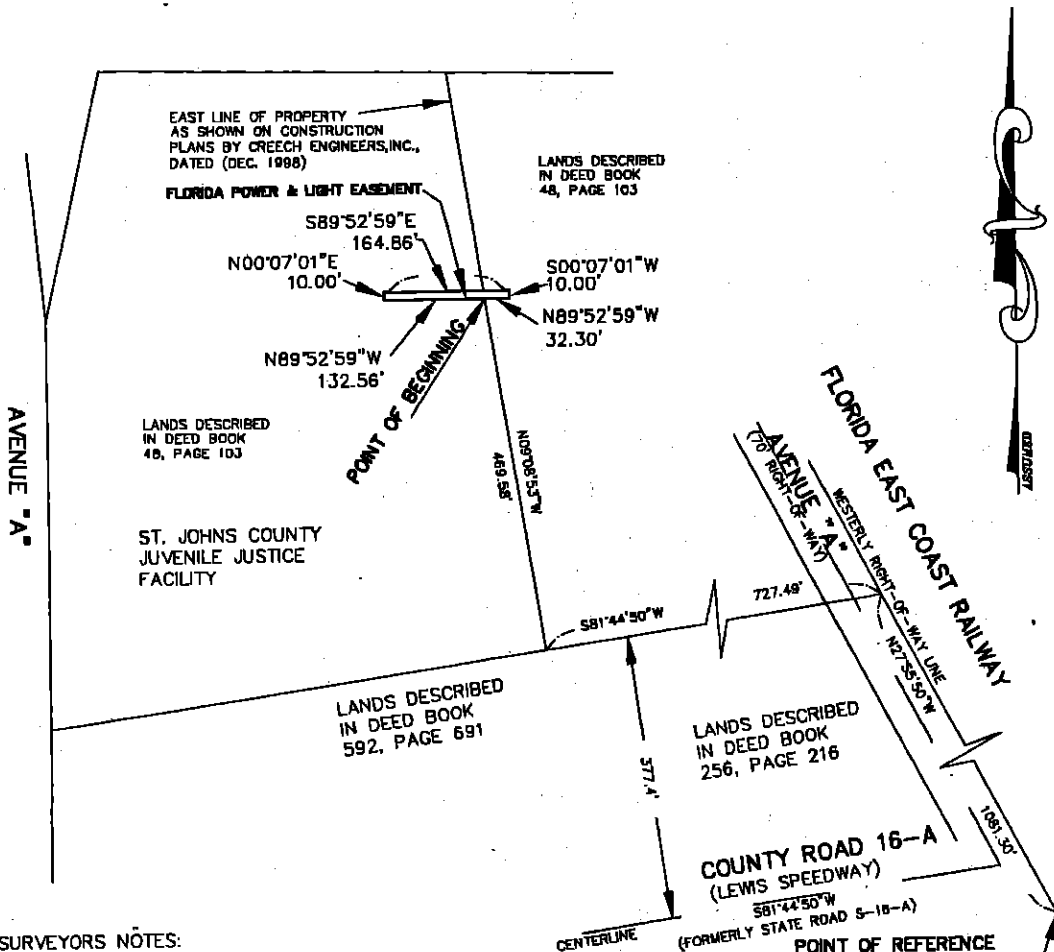 EAST LINE OF PROPERTY
AS SHOWN ON CONSTRUCTION
PLANS BY CREECH ENGINEERS,INC.,
DATED (DEC. 1998)
FLORIDA POWER & LIGHT EASEMENT
LANDS DESCRIBED
IN DEED BOOK
48, PAGE 103
S89°52'59"E
164.86'
N00°07'01"E
10.00'
S00°07'01"W
10.00'
N89°52'59"W
32.30'
N89°52'59"W
132.56'
POINT OF BEGINNING
ASSUMED
AVENUE "A"
LANDS DESCRIBED
IN DEED BOOK
48, PAGE 103
N09°08'53"W
469.58'
ST. JOHNS COUNTY
JUVENILE JUSTICE
FACILITY
FLORIDA EAST COAST RAILWAY
WESTERLY RIGHT-OF-WAY LINE
N27°55'50"W
AVENUE "A"
(70' RIGHT-OF-WAY)
727.49'
S81°44'50"W
LANDS DESCRIBED
IN DEED BOOK
592, PAGE 691
LANDS DESCRIBED
IN DEED BOOK
256, PAGE 216
577.4'
1081.30'
COUNTY ROAD 16-A
(LEWIS SPEEDWAY)
S81°44'50"W
(FORMERLY STATE ROAD S-16-A)
CENTERLINE
POINT OF REFERENCE
SURVEYORS NOTES: